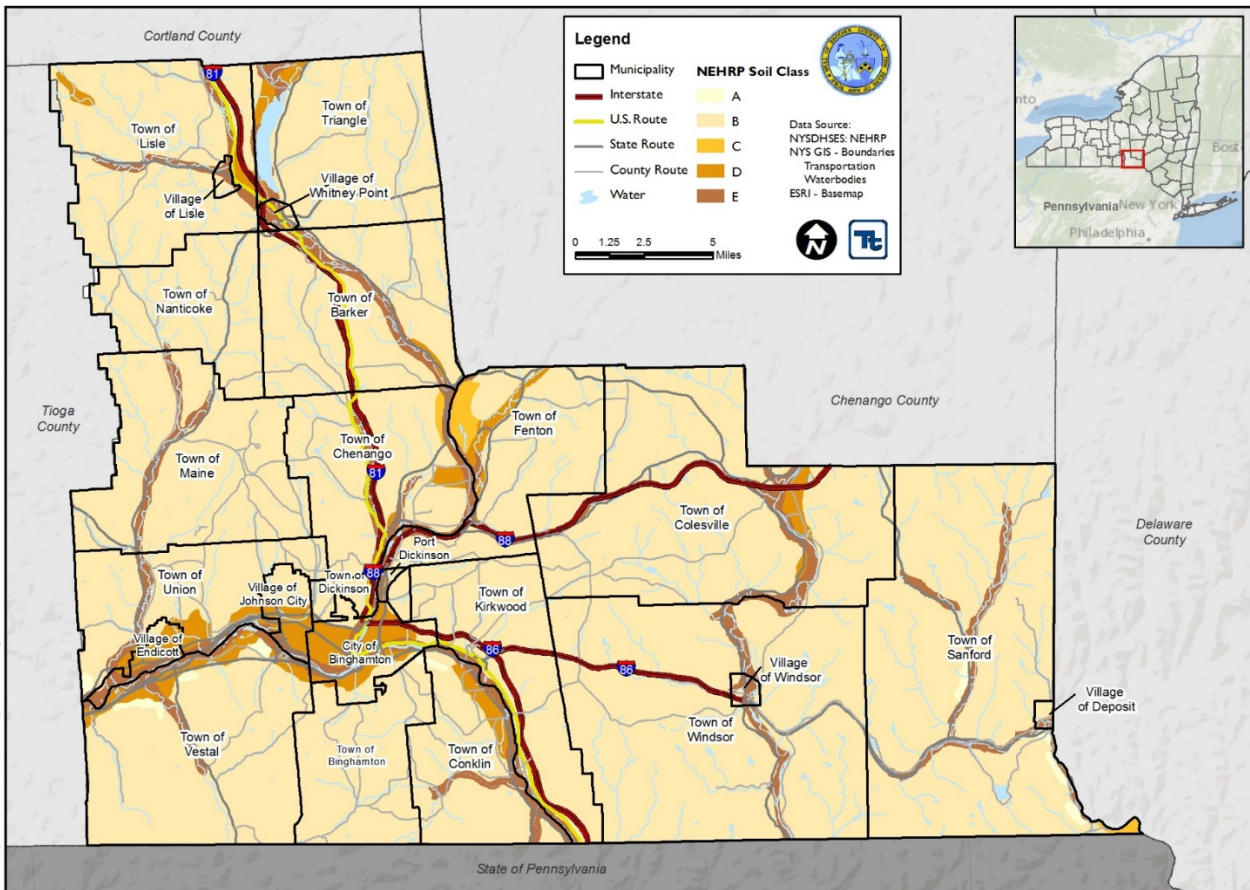 Cortland County
81
Town of
Lisle
Town of
Triangle
Village
of Lisle
Village of
Whitney Point
Legend
Municipality
Interstate
U.S. Route
State Route
County Route
Water
NEHRP Soil Class
A
B
C
D
E
Data Source:
NYSDHSES: NEHRP
NYS GIS - Boundaries
Transportation
Waterbodies
ESRI - Basemap
0 1.25 2.5 5
Miles
N
Tt
Bost
Pennsylvania
New York
Philadelphia
Town of
Nanticoke
Town of
Barker
Tioga
County
Town of
Maine
Town of
Chenango
81
Town of
Fenton
Chenango County
Town of
Colesville
88
Delaware
County
Town of
Union
Village of
Johnson City
Town of
Dickinson
88
Port
Dickinson
Town of
Kirkwood
Village of
Endicott
City of
Binghamton
86
86
Village
of Windsor
Town of
Sanford
Village
of Deposit
Town of
Vestal
Town of
Binghamton
Town of
Conklin
Town of
Windsor
State of Pennsylvania